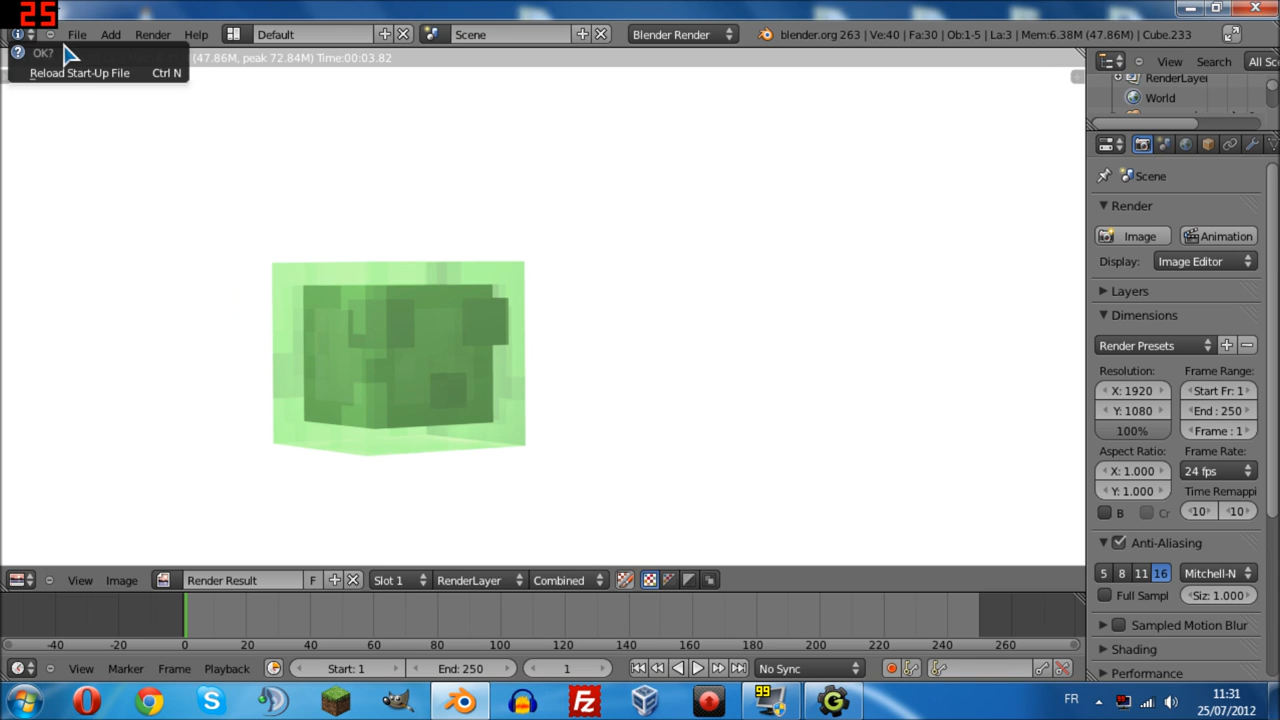 25
File Add Render Help Default Scene Blender Render blender.org 263 | Ve:40 | Fa:30 | Ob:1-5 | La:3 | Mem:6.38M (47.86M) | Cube.233
OK?
(47.86M, peak 72.84M) Time:00:03.82
Reload Start-Up File Ctrl N
View Search All Sce
RenderLayer
World
Scene
Render
Image Animation
Display: Image Editor
Layers
Dimensions
Render Presets
Resolution: Frame Range:
X: 1920 Start Fr: 1
Y: 1080 End : 250
100% Frame : 1
Aspect Ratio: Frame Rate:
X: 1.000 24 fps
Y: 1.000 Time Remappi
B Cr 10 10
Anti-Aliasing
5 8 11 16 Mitchell-N
Full Sampl Siz: 1.000
Sampled Motion Blur
Shading
Performance
View Image Render Result F Slot 1 RenderLayer Combined
-40 -20 0 20 40 60 80 100 120 140 160 180 200 220 240 260
View Marker Frame Playback Start: 1 End: 250 1 No Sync
99
FR 11:31
25/07/2012